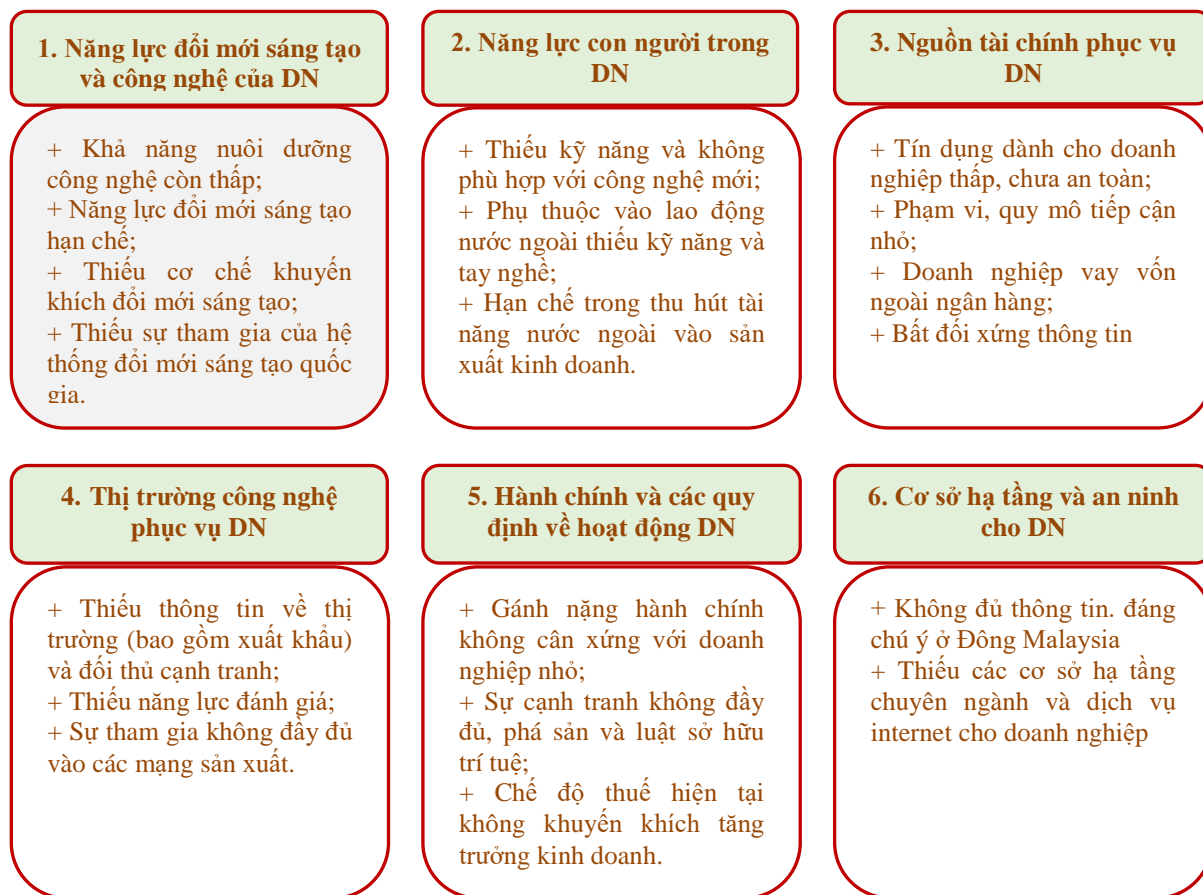 1. Năng lực đổi mới sáng tạo
và công nghệ của DN
+ Khả năng nuôi dưỡng
công nghệ còn thấp;
+ Năng lực đổi mới sáng tạo
hạn chế;
+ Thiếu cơ chế khuyến
khích đổi mới sáng tạo;
+ Thiếu sự tham gia của hệ
thống đổi mới sáng tạo quốc
gia.
2. Năng lực con người trong
DN
+ Thiếu kỹ năng và không
phù hợp với công nghệ mới;
+ Phụ thuộc vào lao động
nước ngoài thiếu kỹ năng và
tay nghề;
+ Hạn chế trong thu hút tài
năng nước ngoài vào sản
xuất kinh doanh.
3. Nguồn tài chính phục vụ
DN
+ Tín dụng dành cho doanh
nghiệp thấp, chưa an toàn;
+ Phạm vi, quy mô tiếp cận
nhỏ;
+ Doanh nghiệp vay vốn
ngoài ngân hàng;
+ Bất đối xứng thông tin
4. Thị trường công nghệ
phục vụ DN
+ Thiếu thông tin về thị
trường (bao gồm xuất khẩu)
và đối thủ cạnh tranh;
+ Thiếu năng lực đánh giá;
+ Sự tham gia không đầy đủ
vào các mạng sản xuất.
5. Hành chính và các quy
định về hoạt động DN
+ Gánh nặng hành chính
không cân xứng với doanh
nghiệp nhỏ;
+ Sự cạnh tranh không đầy
đủ, phá sản và luật sở hữu
trí tuệ;
+ Chế độ thuế hiện tại
không khuyến khích tăng
trưởng kinh doanh.
6. Cơ sở hạ tầng và an ninh
cho DN
+ Không đủ thông tin. đáng
chú ý ở Đông Malaysia
+ Thiếu các cơ sở hạ tầng
chuyên ngành và dịch vụ
internet cho doanh nghiệp